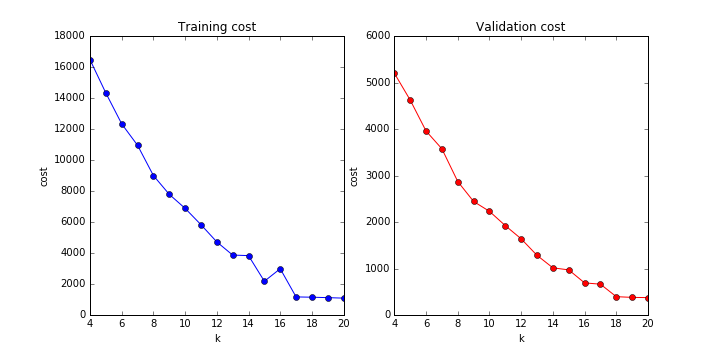 Training cost
Validation cost
18000
16000
14000
12000
10000
8000
6000
4000
2000
0
cost
4 6 8 10 12 14 16 18 20
k
6000
5000
4000
3000
2000
1000
0
cost
4 6 8 10 12 14 16 18 20
k